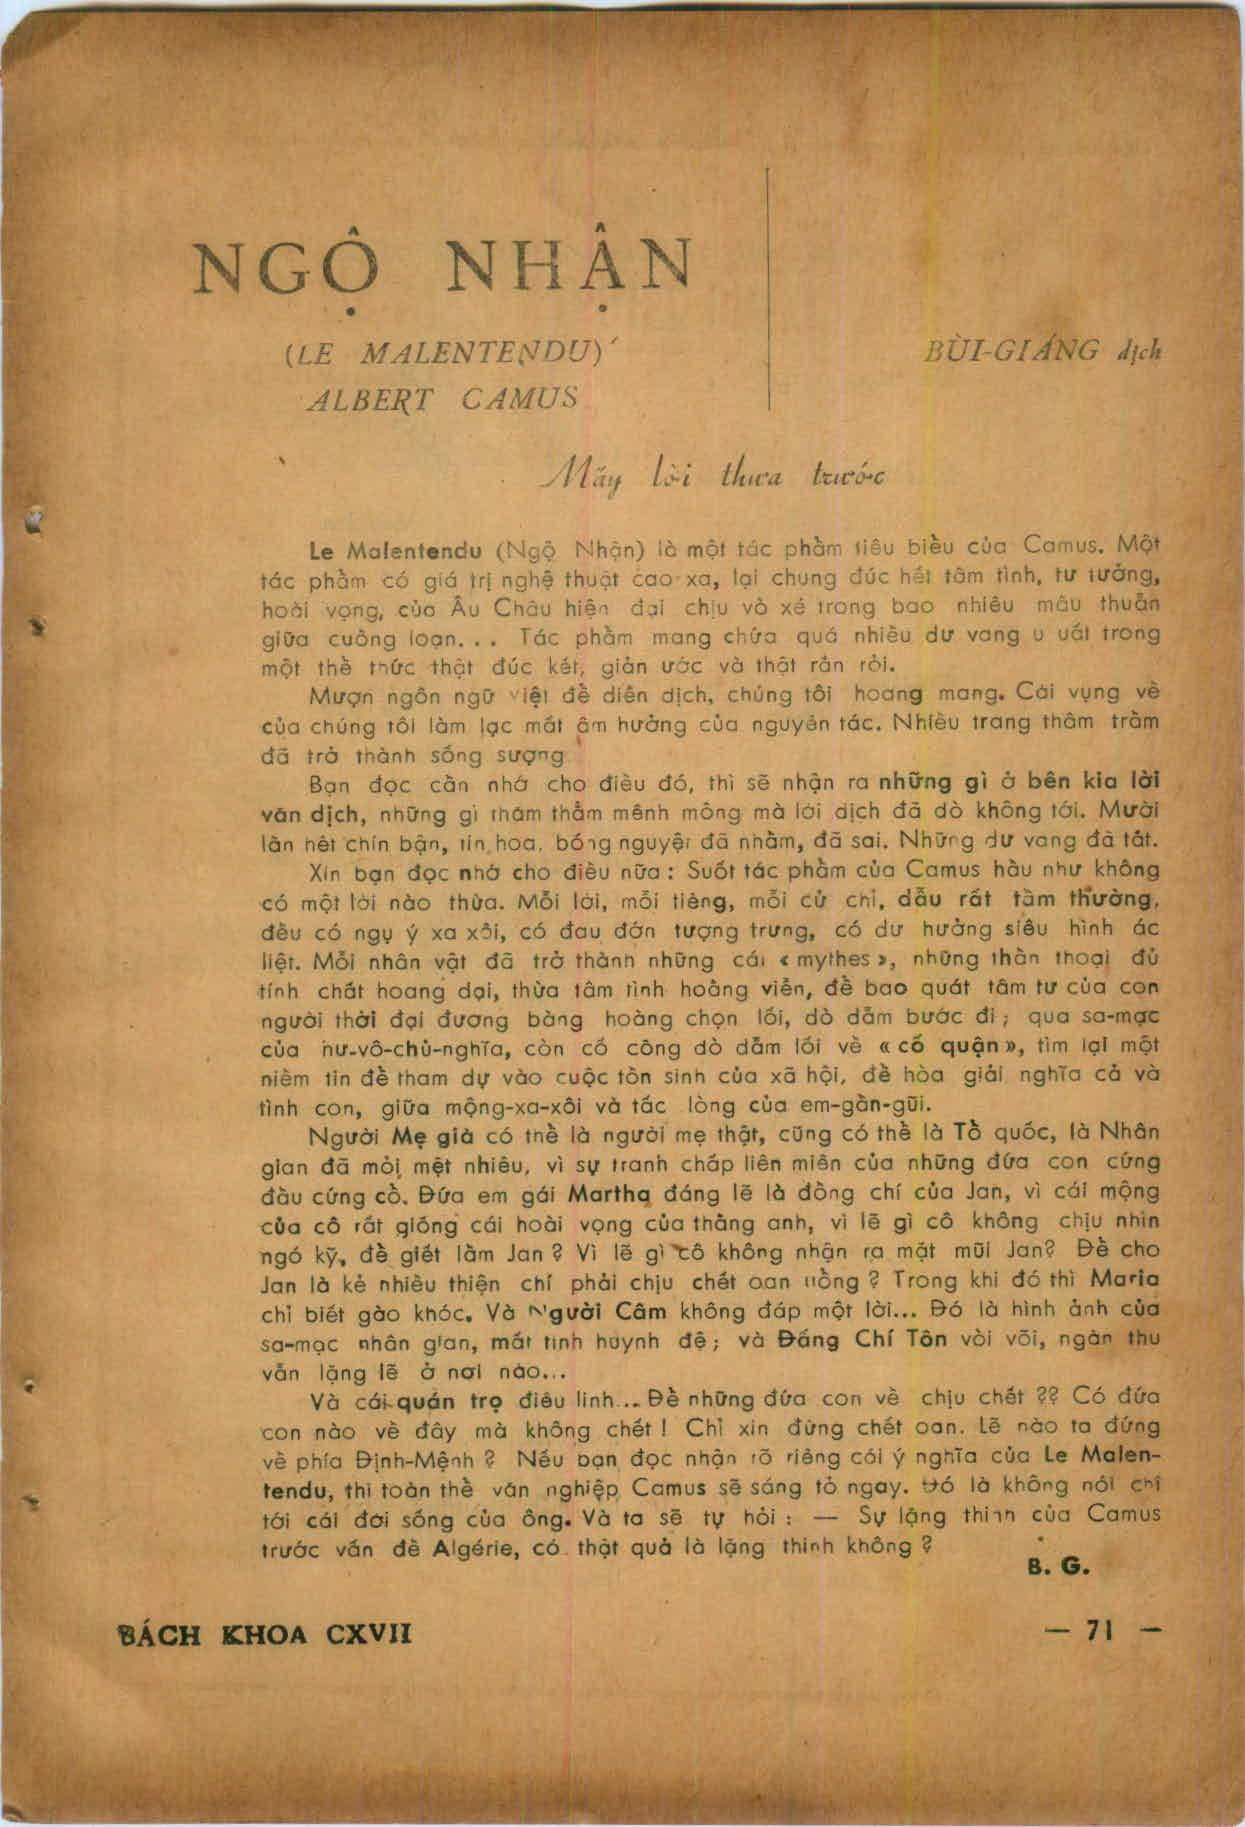 NGỘ NHẬN
(LE MALENTENDU)
ALBERT CAMUS
BÙI-GIÁNG dịch
Mấy lời thưa trước
Le Malentendu (Ngộ Nhận) là một tác phẩm tiêu biểu của Camus. Một
tác phẩm có giá trị nghệ thuật cao xa, lại chung đúc hết tâm tình, tư tưởng,
hoài vọng, của Âu Châu hiện đại chịu vò xé trong bao nhiêu mâu thuẫn
giữa cuồng loạn... Tác phẩm mang chứa quá nhiều dư vang u uất trong
một thể thức thật đúc kết, giản ước và thật rắn rỏi.
Mượn ngôn ngữ Việt để diễn dịch, chúng tôi hoang mang. Cái vụng về
của chúng tôi làm lạc mất âm hưởng của nguyên tác. Nhiều trang thâm trầm
đã trở thành sống sượng
Bạn đọc cần nhớ cho điều đó, thì sẽ nhận ra những gì ở bên kia lời
văn dịch, những gì thăm thẳm mênh mông mà lời dịch đã dò không tới. Mười
lần hết chín bận, tin hoa, bóng nguyệt đã nhầm, đã sai. Những dư vang đã tắt.
Xin bạn đọc nhớ cho điều nữa : Suốt tác phẩm của Camus hầu như không
có một lời nào thừa. Mỗi lời, mỗi tiếng, mỗi cử chỉ, dẫu rất tầm thường,
đều có ngụ ý xa xôi, có đau đớn tượng trưng, có dư hưởng siêu hình ác
liệt. Mỗi nhân vật đã trở thành những cái « mythes », những thần thoại đủ
tính chất hoang dại, thừa tâm tình hoằng viễn, để bao quát tâm tư của con
người thời đại đương bàng hoàng chọn lối, dò dẫm bước đi ; qua sa-mạc
của hư-vô-chủ-nghĩa, còn cố công dò dẫm lối về « cố quận », tìm lại một
niềm tin để tham dự vào cuộc tồn sinh của xã hội, để hòa giải nghĩa cả và
tình con, giữa mộng-xa-xôi và tấc lòng của em-gần-gũi.
Người Mẹ già có thể là người mẹ thật, cũng có thể là Tổ quốc, là Nhân
gian đã mỏi mệt nhiều, vì sự tranh chấp liên miên của những đứa con cứng
đầu cứng cổ. Đứa em gái Martha đáng lẽ là đồng chí của Jan, vì cái mộng
của cô rất giống cái hoài vọng của thằng anh, vì lẽ gì cô không chịu nhìn
ngó kỹ, để giết lầm Jan ? Vì lẽ gì cô không nhận ra mặt mũi Jan? Để cho
Jan là kẻ nhiều thiện chí phải chịu chết oan uổng ? Trong khi đó thì Maria
chỉ biết gào khóc. Và Người Câm không đáp một lời... Đó là hình ảnh của
sa-mạc nhân gian, mất tình huynh đệ ; và Đấng Chí Tôn vòi või, ngàn thu
vẫn lặng lẽ ở nơi nào...
Và cái quán trọ điêu linh... Để những đứa con về chịu chết ?? Có đứa
con nào về đây mà không chết ! Chỉ xin đừng chết oan. Lẽ nào ta đứng
về phía Định-Mệnh ? Nếu bạn đọc nhận rõ riêng cái ý nghĩa của Le Malen-
tendu, thì toàn thể văn nghiệp Camus sẽ sáng tỏ ngay. Đó là không nói chi
tới cái đời sống của ông. Và ta sẽ tự hỏi : — Sự lặng thinh của Camus
trước vấn đề Algérie, có thật quả là lặng thinh không ?
B. G.
BÁCH KHOA CXVII
— 71 —